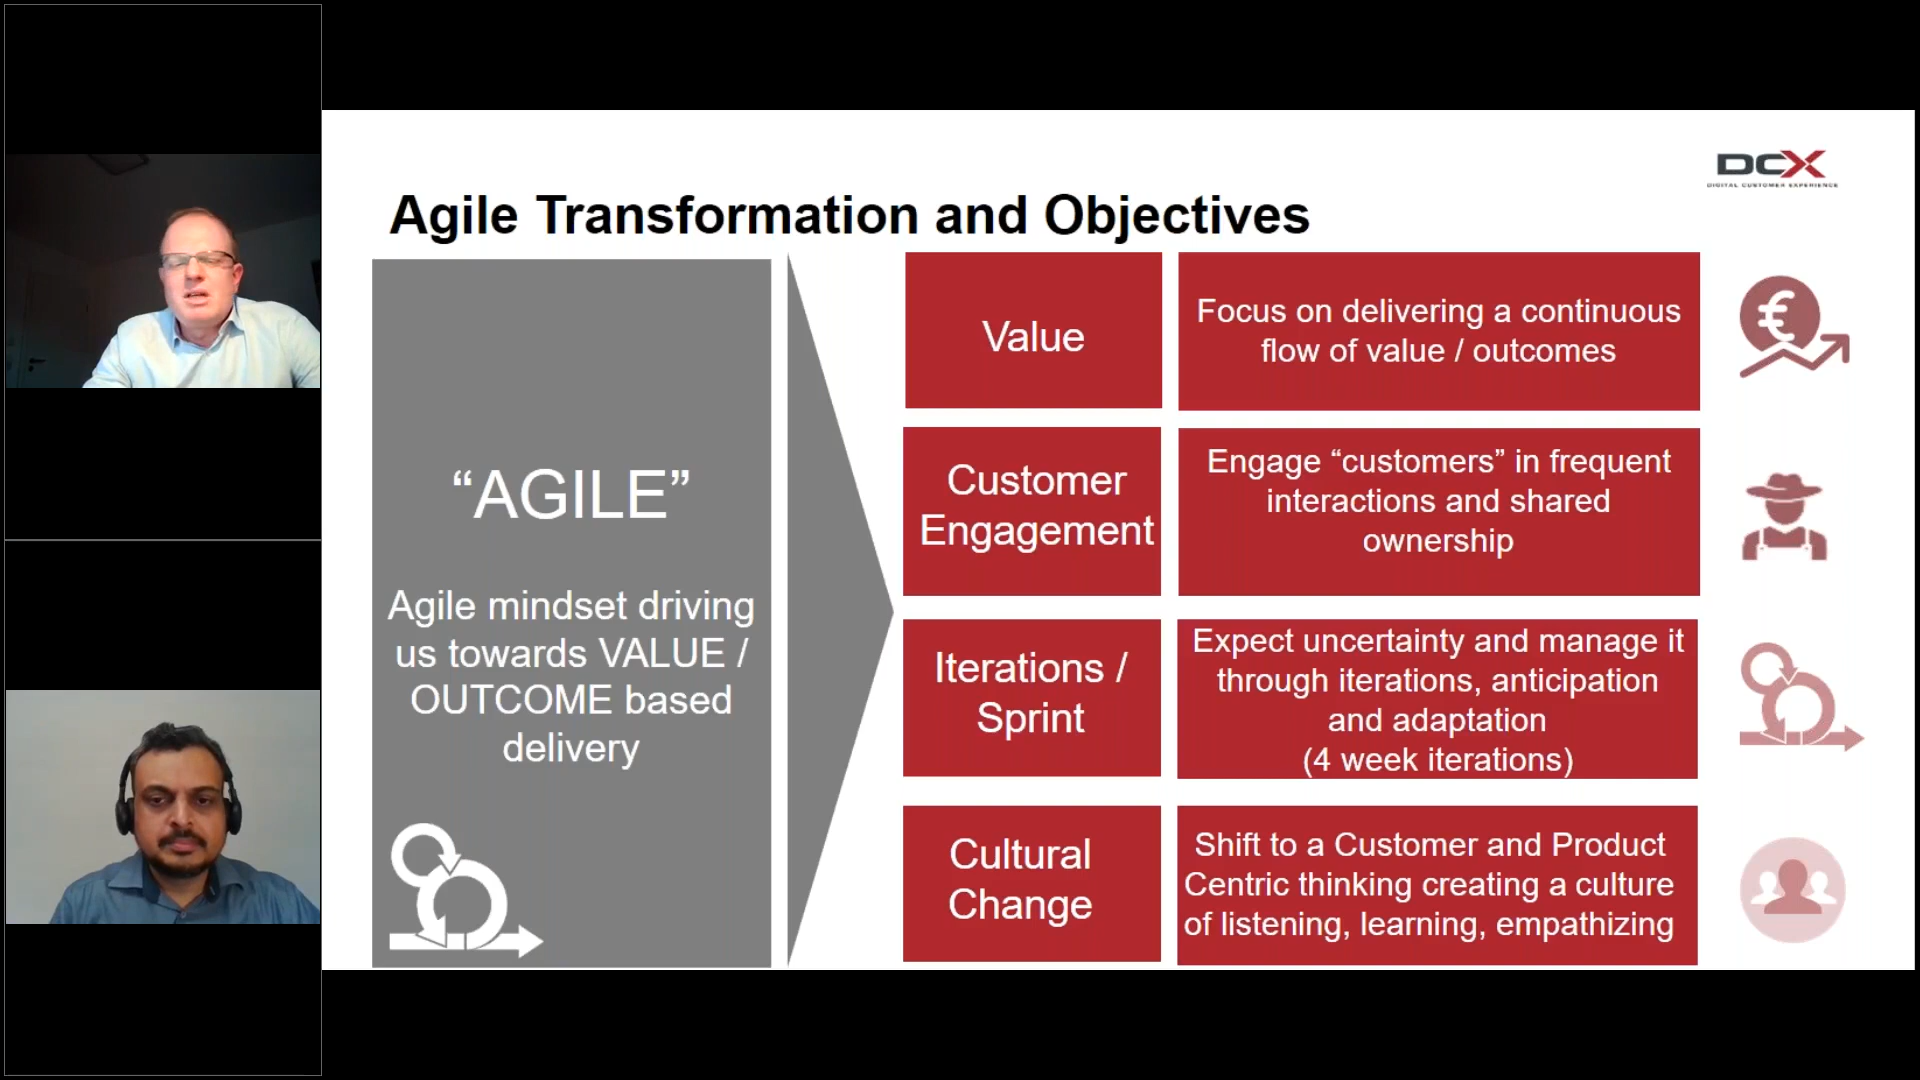 DCX
DIGITAL CUSTOMER EXPERIENCE
Agile Transformation and Objectives
“AGILE”
Agile mindset driving
us towards VALUE /
OUTCOME based
delivery
Value
Focus on delivering a continuous
flow of value / outcomes
€
Customer
Engagement
Engage “customers” in frequent
interactions and shared
ownership
Iterations /
Sprint
Expect uncertainty and manage it
through iterations, anticipation
and adaptation
(4 week iterations)
Cultural
Change
Shift to a Customer and Product
Centric thinking creating a culture
of listening, learning, empathizing